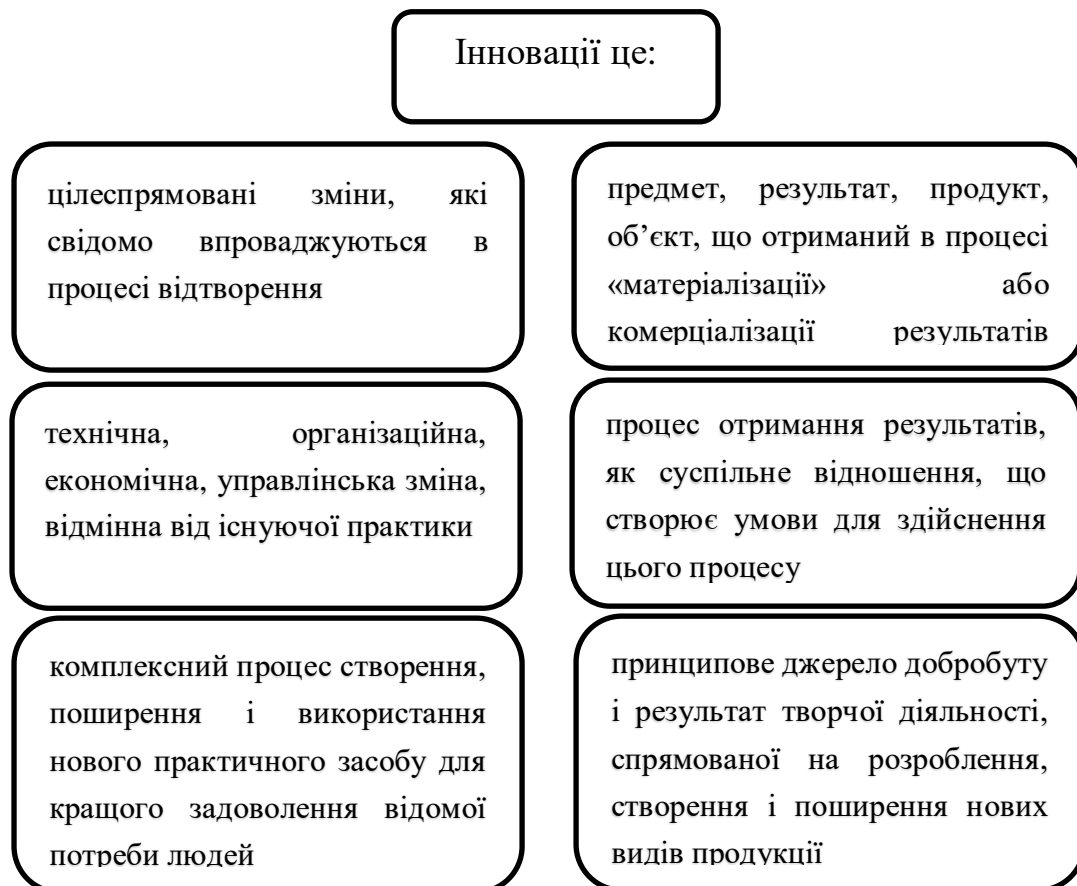 Інновації це:
цілеспрямовані зміни, які
свідомо впроваджуються в
процесі відтворення
предмет, результат, продукт,
об’єкт, що отриманий в процесі
«матеріалізації» або
комерціалізації результатів
технічна, організаційна,
економічна, управлінська зміна,
відмінна від існуючої практики
процес отримання результатів,
як суспільне відношення, що
створює умови для здійснення
цього процесу
комплексний процес створення,
поширення і використання
нового практичного засобу для
кращого задоволення відомої
потреби людей
принципове джерело добробуту
і результат творчої діяльності,
спрямованої на розроблення,
створення і поширення нових
видів продукції